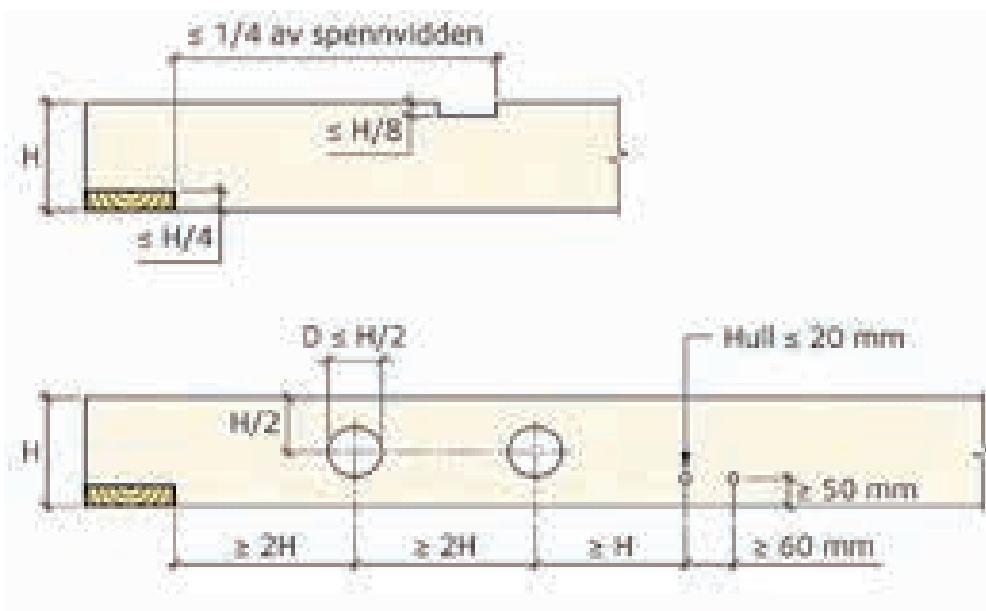 ≤ 1/4 av spennvidden
H
≤ H/8
≤ H/4
D ≤ H/2
Hull ≤ 20 mm
H/2
H
≥ 50 mm
≥ 2H
≥ 2H
≥ H
≥ 60 mm